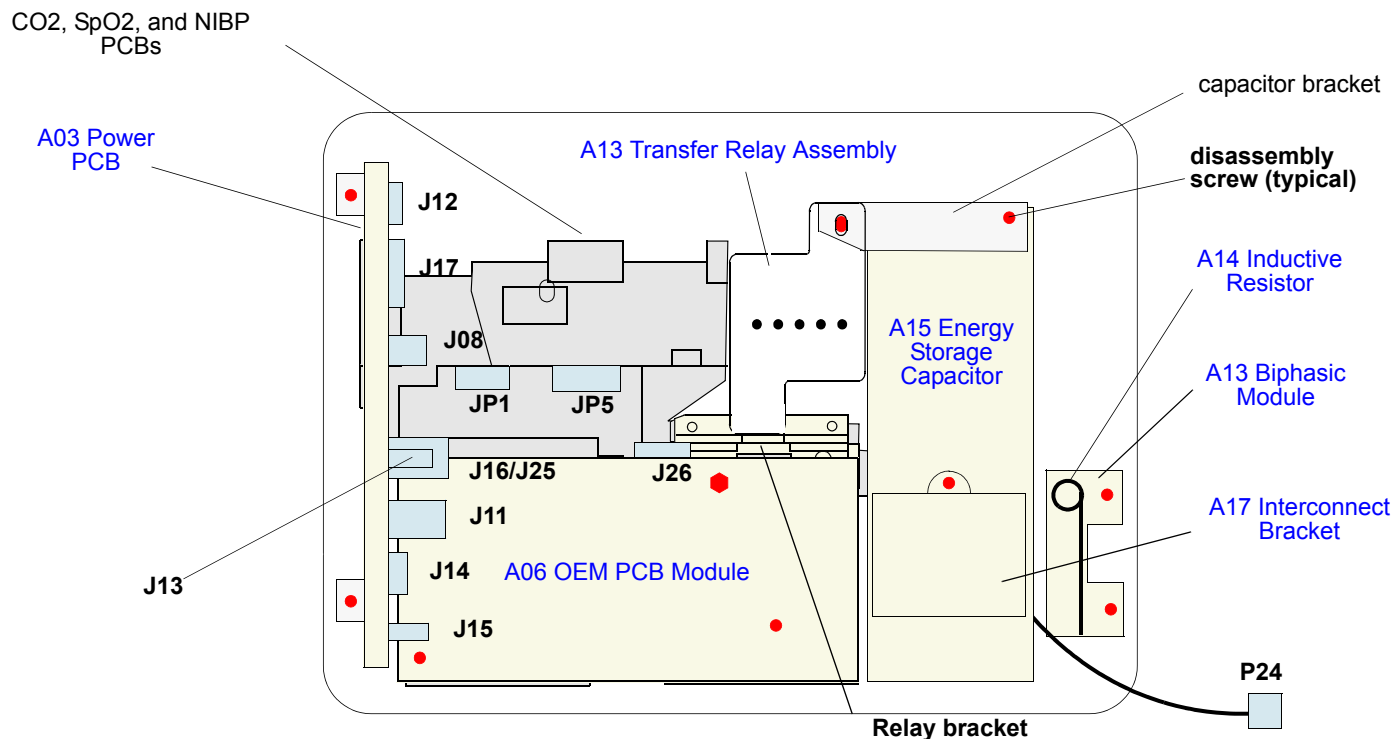 CO2, SpO2, and NIBP
PCBs
capacitor bracket
A03 Power
PCB
A13 Transfer Relay Assembly
disassembly
screw (typical)
J12
J17
A14 Inductive
Resistor
J08
A15 Energy
Storage
Capacitor
A13 Biphasic
Module
JP1
JP5
J16/J25
J26
J11
A17 Interconnect
Bracket
J14
A06 OEM PCB Module
J13
J15
P24
Relay bracket